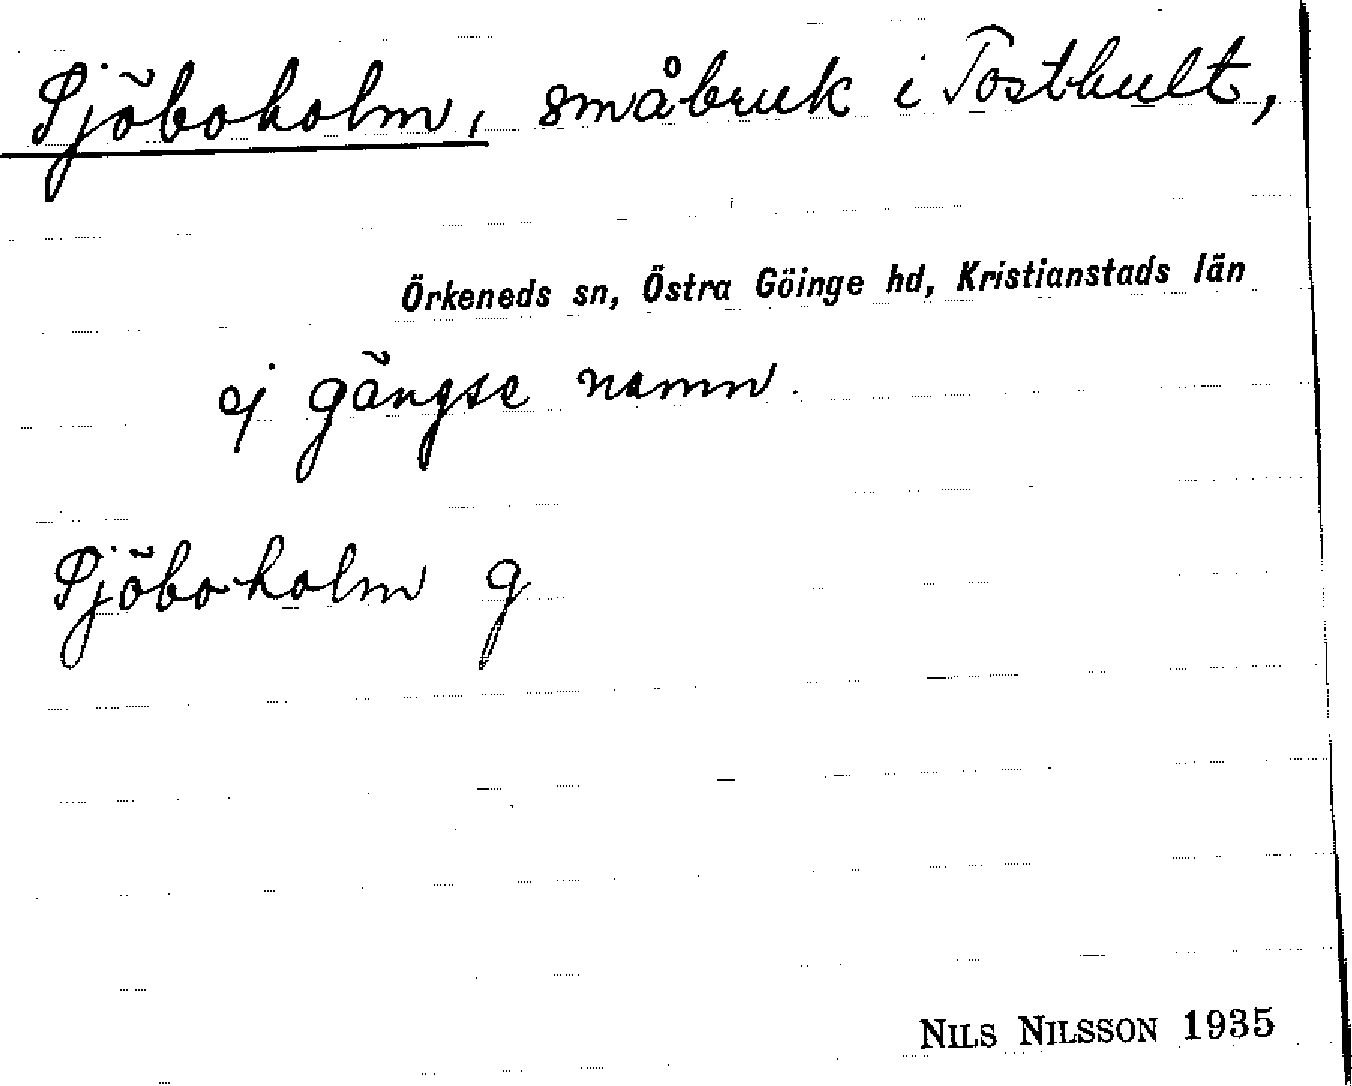 Sjöboholm, småbruk i Tosthult,
Örkeneds sn, Östra Göinge hd, Kristianstads län
ej gängse namn.
Sjöboholm g
NILS NILSSON 1935